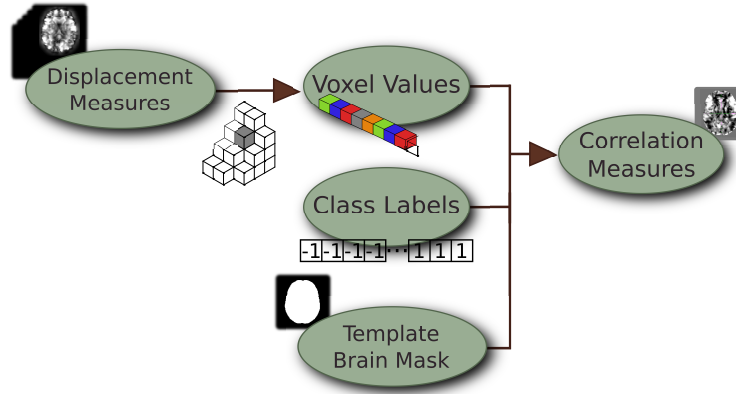 Displacement
Measures
Voxel Values
Class Labels
-1 -1 -1 -1 ... 1 1 1
Template
Brain Mask
Correlation
Measures